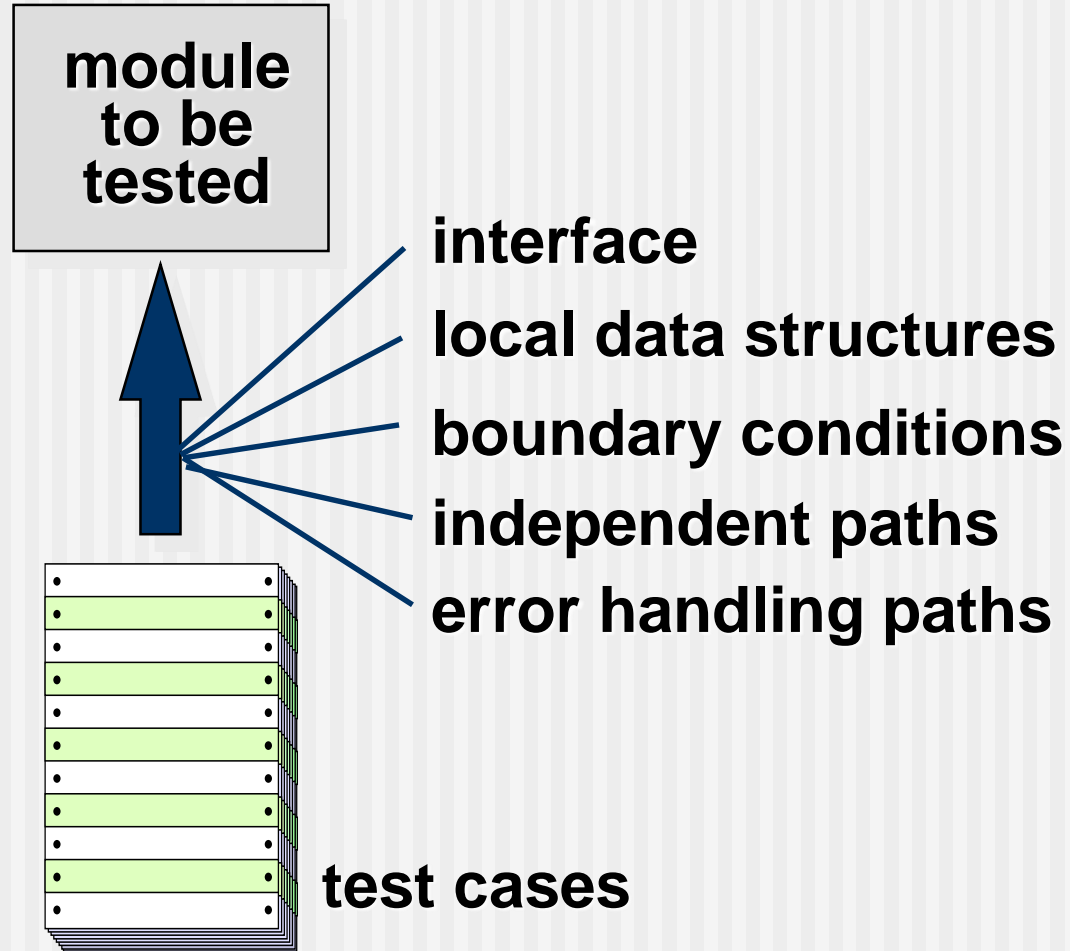 module
to be
tested
interface
local data structures
boundary conditions
independent paths
error handling paths
test cases